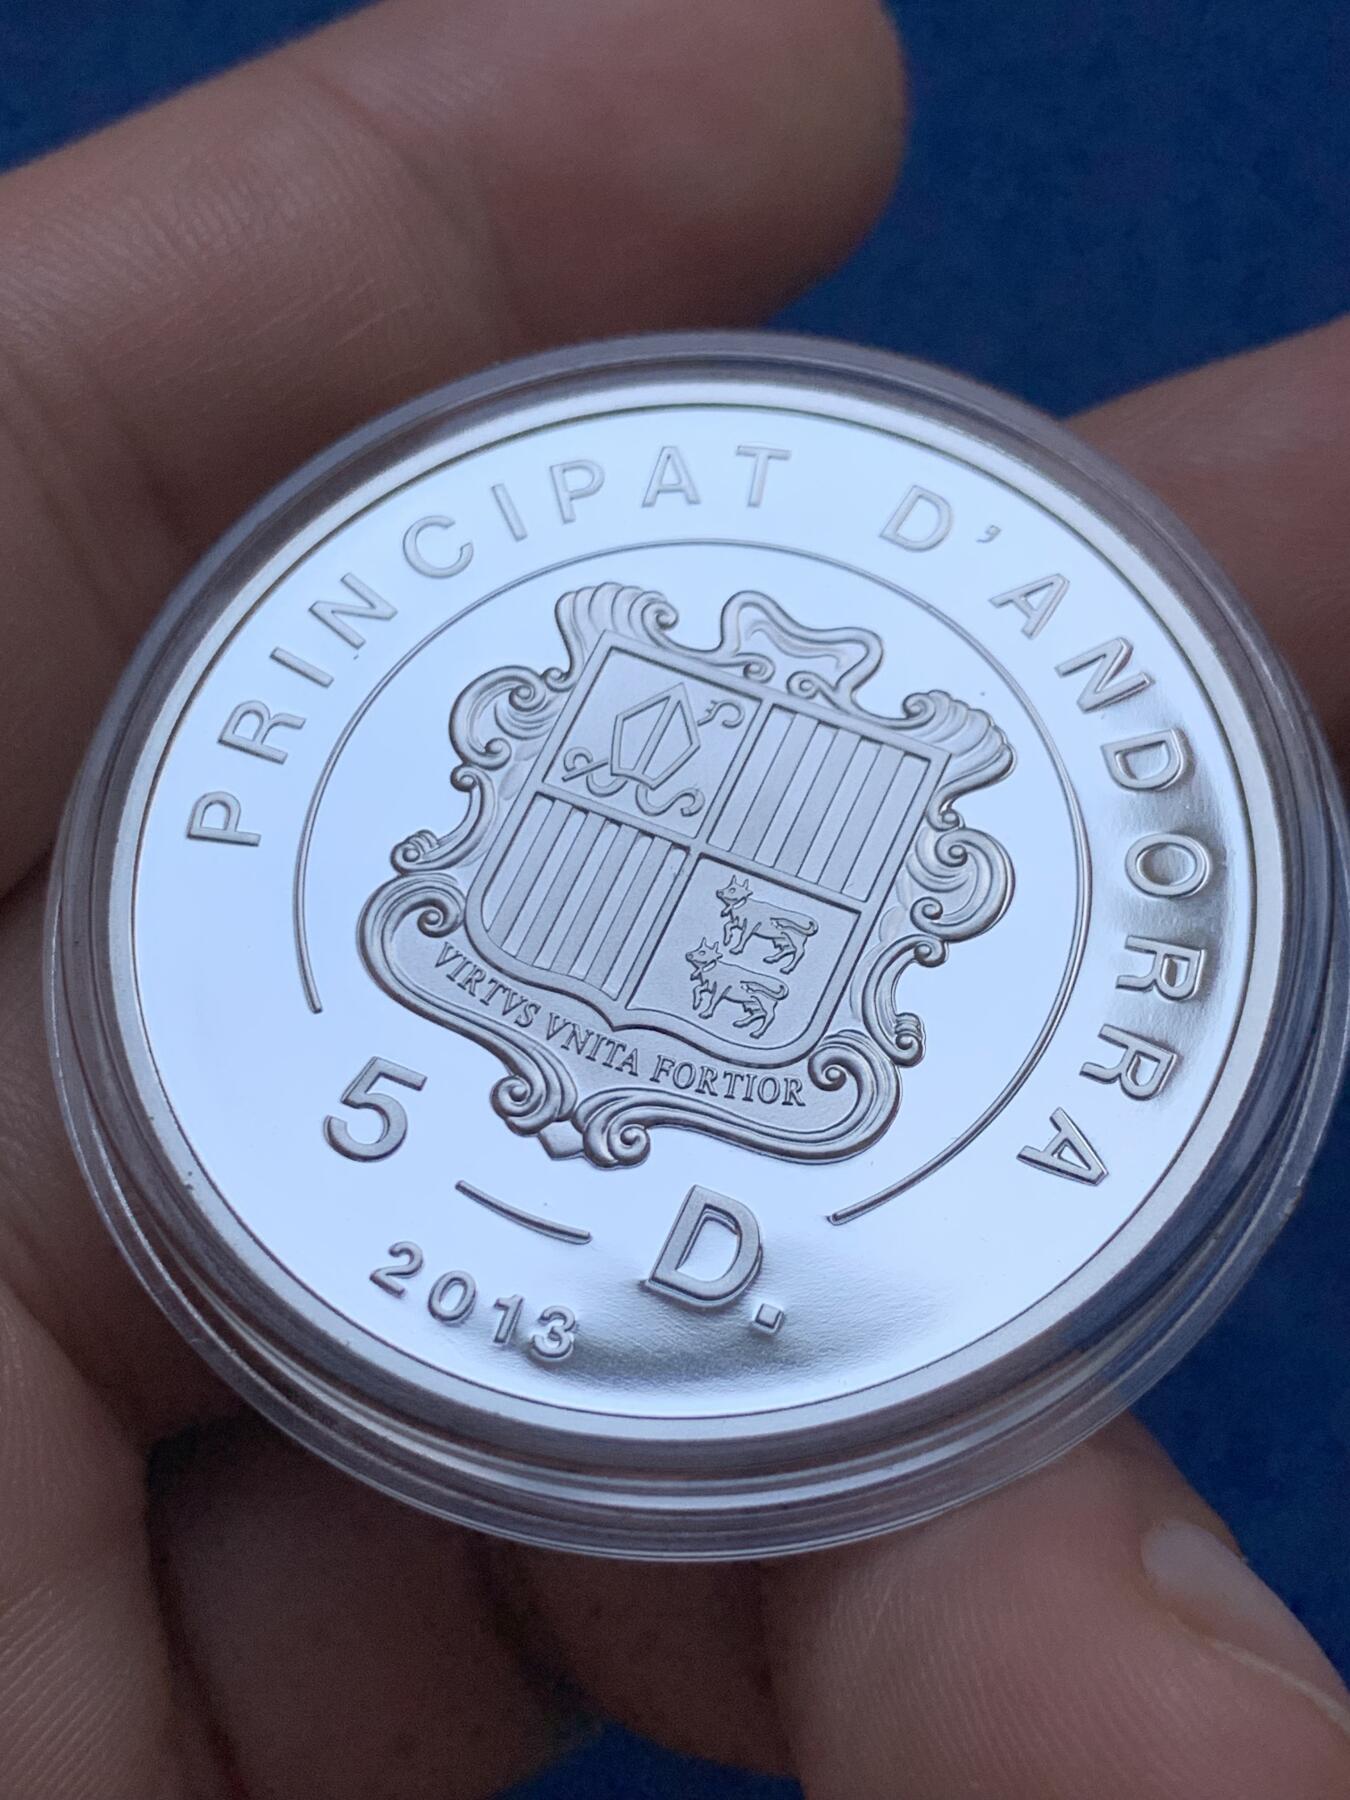 PRINCIPAT D'ANDORRA
VIRTVS VNITA FORTIOR
5 D.
2013